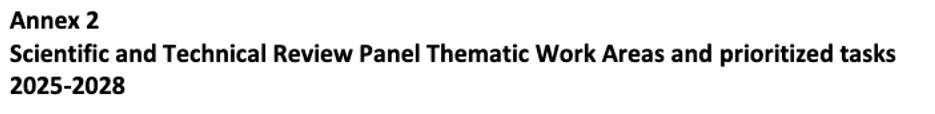 Annex 2
Scientific and Technical Review Panel Thematic Work Areas and prioritized tasks
2025-2028